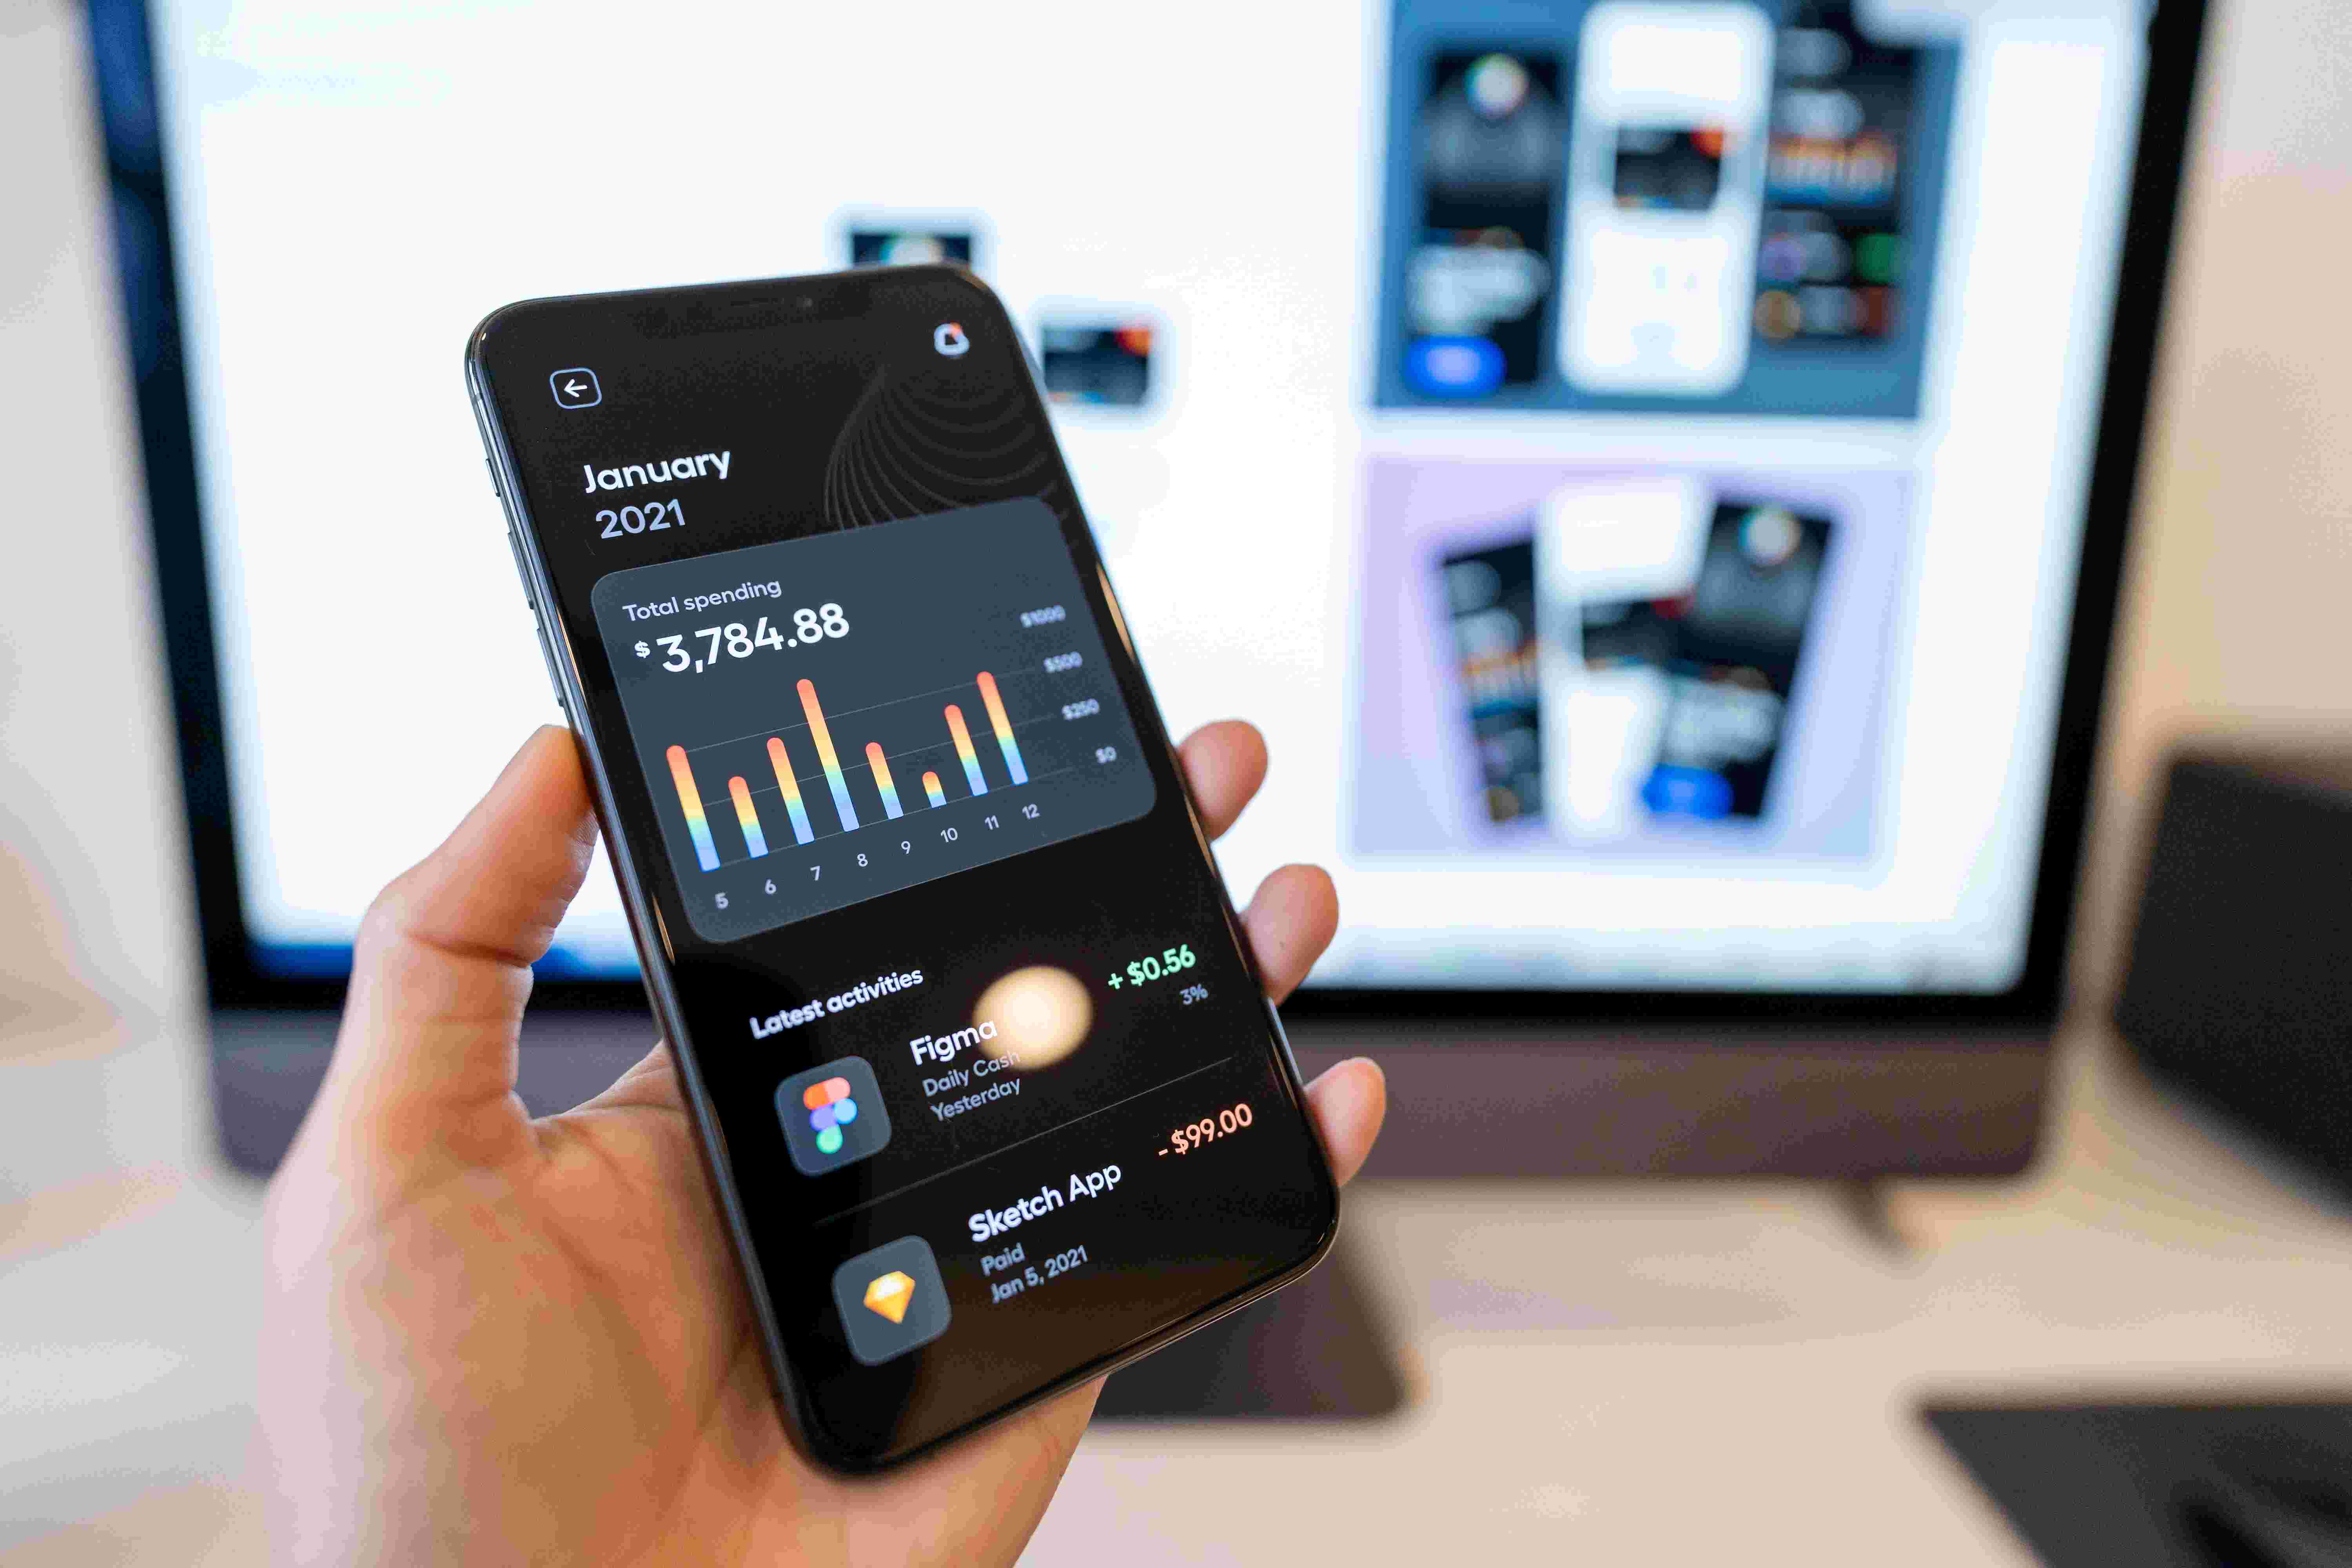 January
2021
Total spending
$3,784.88
$1000
$500
$250
$0
5 6 7 8 9 10 11 12
Latest activities
Figma
+ $0.56
Daily Cash
3%
Yesterday
Sketch App
- $99.00
Paid
Jan 5, 2021